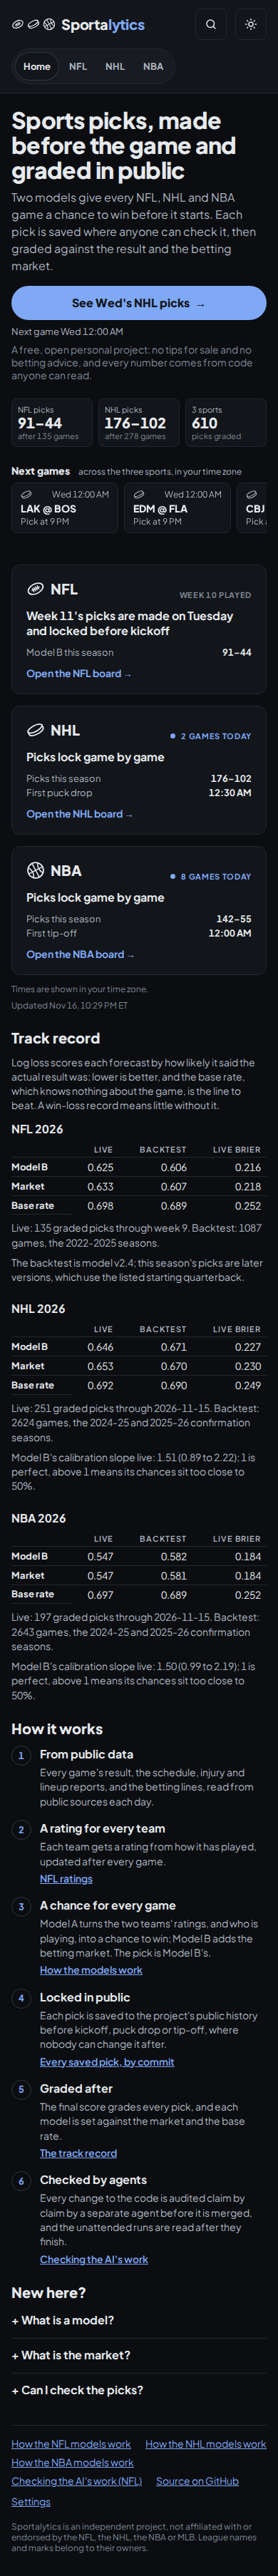 Sportalytics
Home NFL NHL NBA
Sports picks, made
before the game and
graded in public
Two models give every NFL, NHL and NBA
game a chance to win before it starts. Each
pick is saved where anyone can check it, then
graded against the result and the betting
market.
See Wed's NHL picks →
Next game Wed 12:00 AM
A free, open personal project: no tips for sale and no
betting advice, and every number comes from code
anyone can read.
NFL picks NHL picks 3 sports
91–44 176–102 610
after 135 games after 278 games picks graded
Next games across the three sports, in your time zone
Wed 12:00 AM Wed 12:00 AM
LAK @ BOS EDM @ FLA CBJ
Pick at 9 PM Pick at 9 PM Pick a
NFL WEEK 10 PLAYED
Week 11's picks are made on Tuesday
and locked before kickoff
Model B this season 91–44
Open the NFL board →
NHL 2 GAMES TODAY
Picks lock game by game
Picks this season 176–102
First puck drop 12:30 AM
Open the NHL board →
NBA 8 GAMES TODAY
Picks lock game by game
Picks this season 142–55
First tip-off 12:00 AM
Open the NBA board →
Times are shown in your time zone.
Updated Nov 16, 10:29 PM ET
Track record
Log loss scores each forecast by how likely it said the
actual result was; lower is better, and the base rate,
which knows nothing about the game, is the line to
beat. A win-loss record means little without it.
NFL 2026
LIVE BACKTEST LIVE BRIER
Model B 0.625 0.606 0.216
Market 0.633 0.607 0.218
Base rate 0.698 0.689 0.252
Live: 135 graded picks through week 9. Backtest: 1087
games, the 2022-2025 seasons.
The backtest is model v2.4; this season's picks are later
versions, which use the listed starting quarterback.
NHL 2026
LIVE BACKTEST LIVE BRIER
Model B 0.646 0.671 0.227
Market 0.653 0.670 0.230
Base rate 0.692 0.690 0.249
Live: 251 graded picks through 2026-11-15. Backtest:
2624 games, the 2024-25 and 2025-26 confirmation
seasons.
Model B's calibration slope live: 1.51 (0.89 to 2.22); 1 is
perfect, above 1 means its chances sit too close to
50%.
NBA 2026
LIVE BACKTEST LIVE BRIER
Model B 0.547 0.582 0.184
Market 0.547 0.581 0.184
Base rate 0.697 0.689 0.252
Live: 197 graded picks through 2026-11-15. Backtest:
2643 games, the 2024-25 and 2025-26 confirmation
seasons.
Model B's calibration slope live: 1.50 (0.99 to 2.19); 1 is
perfect, above 1 means its chances sit too close to
50%.
How it works
1 From public data
Every game's result, the schedule, injury and
lineup reports, and the betting lines, read from
public sources each day.
2 A rating for every team
Each team gets a rating from how it has played,
updated after every game.
NFL ratings
3 A chance for every game
Model A turns the two teams' ratings, and who is
playing, into a chance to win; Model B adds the
betting market. The pick is Model B's.
How the models work
4 Locked in public
Each pick is saved to the project's public history
before kickoff, puck drop or tip-off, where
nobody can change it after.
Every saved pick, by commit
5 Graded after
The final score grades every pick, and each
model is set against the market and the base
rate.
The track record
6 Checked by agents
Every change to the code is audited claim by
claim by a separate agent before it is merged,
and the unattended runs are read after they
finish.
Checking the AI's work
New here?
+ What is a model?
+ What is the market?
+ Can I check the picks?
How the NFL models work How the NHL models work
How the NBA models work
Checking the AI's work (NFL) Source on GitHub
Settings
Sportalytics is an independent project, not affiliated with or
endorsed by the NFL, the NHL, the NBA or MLB. League names
and marks belong to their owners.